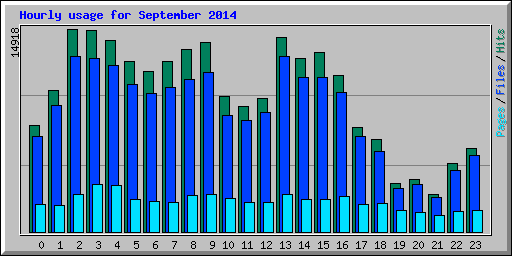 Hourly usage for September 2014
14918
Pages/Files/Hits
0 1 2 3 4 5 6 7 8 9 10 11 12 13 14 15 16 17 18 19 20 21 22 23